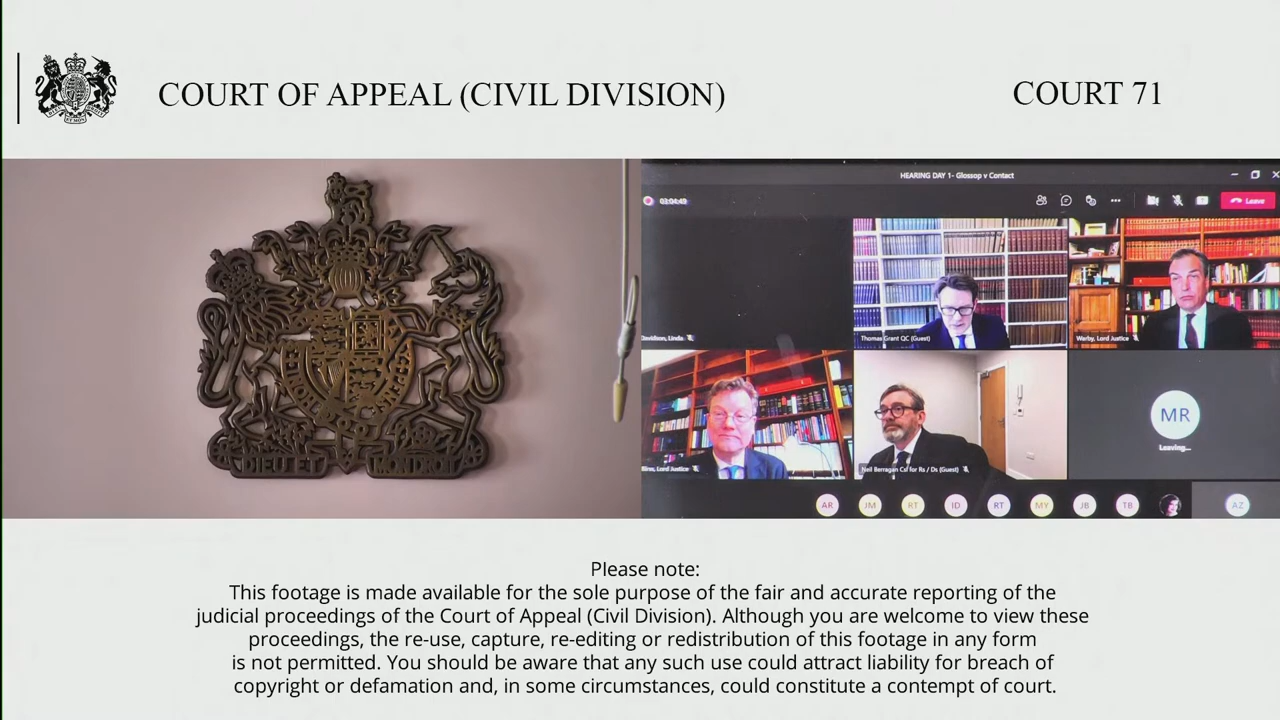 COURT OF APPEAL (CIVIL DIVISION)
COURT 71
HEARING DAY 1- Glossop v Contact
03:04:49
Leave
Davidson, Linda
Thomas Grant QC (Guest)
Warby, Lord Justice
Lord Justice
Neil Berragan Csl for Rs / Ds (Guest)
MR
Leaving...
AR
JM
RT
ID
RT
MY
JB
TB
AZ
DIEU ET
MON DROIT
Please note:
This footage is made available for the sole purpose of the fair and accurate reporting of the
judicial proceedings of the Court of Appeal (Civil Division). Although you are welcome to view these
proceedings, the re-use, capture, re-editing or redistribution of this footage in any form
is not permitted. You should be aware that any such use could attract liability for breach of
copyright or defamation and, in some circumstances, could constitute a contempt of court.